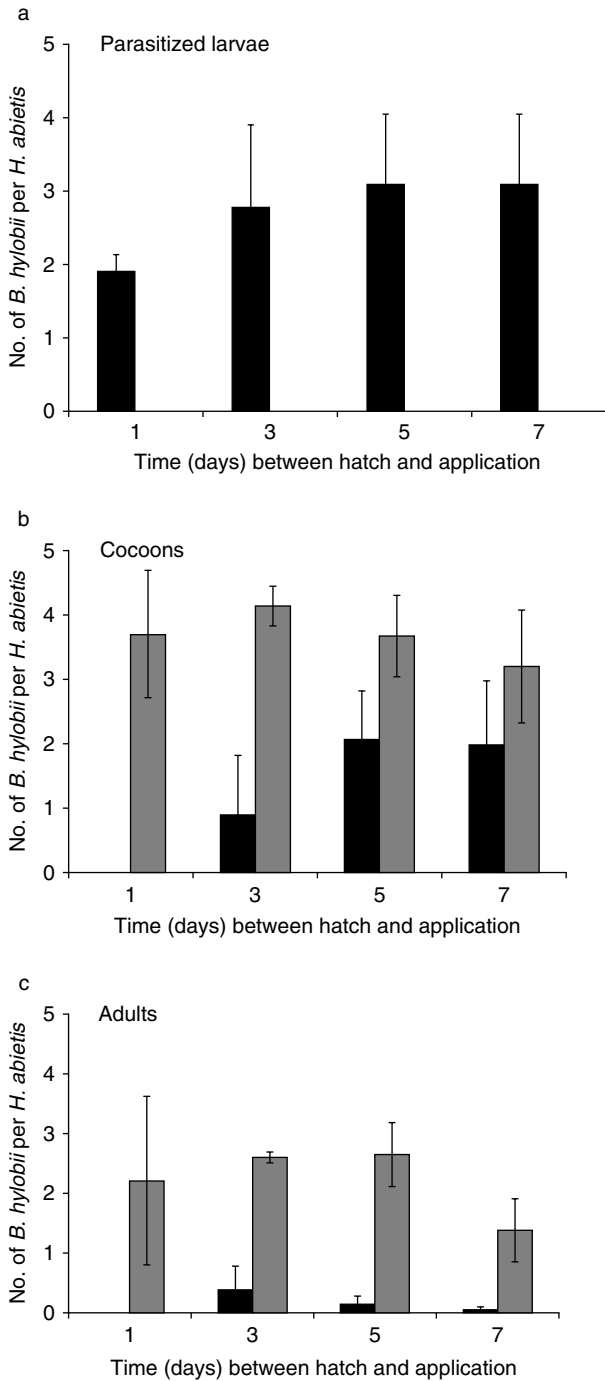 a
Parasitized larvae
No. of B. hylobii per H. abietis
5
4
3
2
1
0
1 3 5 7
Time (days) between hatch and application
b
Cocoons
No. of B. hylobii per H. abietis
5
4
3
2
1
0
1 3 5 7
Time (days) between hatch and application
c
Adults
No. of B. hylobii per H. abietis
5
4
3
2
1
0
1 3 5 7
Time (days) between hatch and application